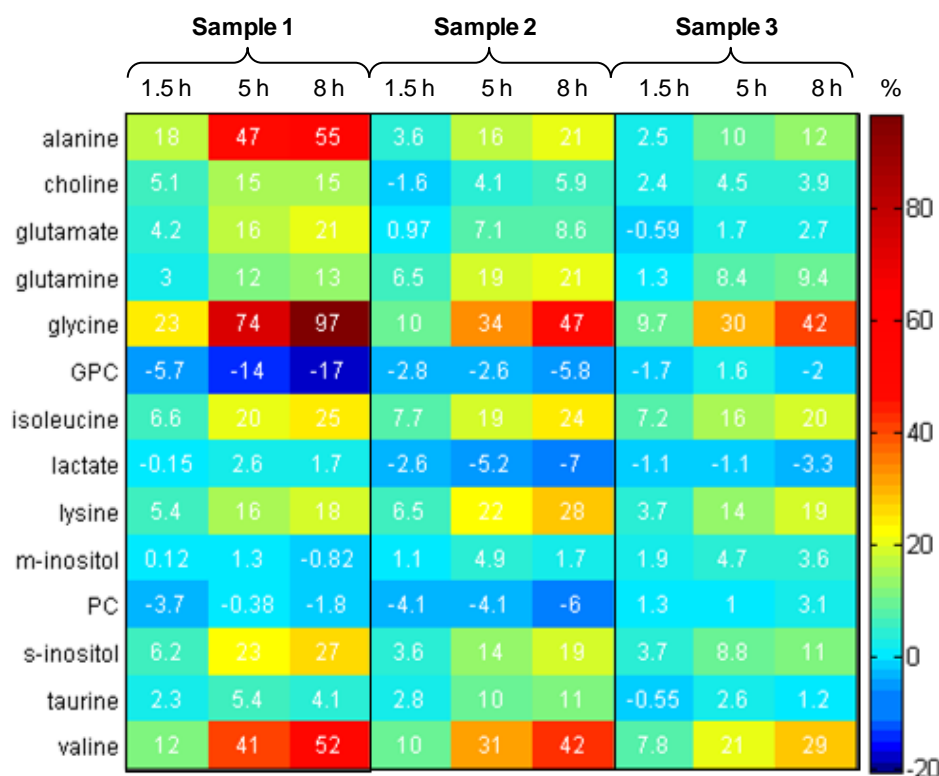 Sample 1 Sample 2 Sample 3
1.5 h 5 h 8 h 1.5 h 5 h 8 h 1.5 h 5 h 8 h %
alanine 18 47 55 3.6 16 21 2.5 10 12
choline 5.1 15 15 -1.6 4.1 5.9 2.4 4.5 3.9
80
glutamate 4.2 16 21 0.97 7.1 8.6 -0.59 1.7 2.7
glutamine 3 12 13 6.5 19 21 1.3 8.4 9.4
glycine 23 74 97 10 34 47 9.7 30 42
60
GPC -5.7 -14 -17 -2.8 -2.6 -5.8 -1.7 1.6 -2
isoleucine 6.6 20 25 7.7 19 24 7.2 16 20
40
lactate -0.15 2.6 1.7 -2.6 -5.2 -7 -1.1 -1.1 -3.3
lysine 5.4 16 18 6.5 22 28 3.7 14 19
20
m-inositol 0.12 1.3 -0.82 1.1 4.9 1.7 1.9 4.7 3.6
PC -3.7 -0.38 -1.8 -4.1 -4.1 -6 1.3 1 3.1
s-inositol 6.2 23 27 3.6 14 19 3.7 8.8 11
0
taurine 2.3 5.4 4.1 2.8 10 11 -0.55 2.6 1.2
valine 12 41 52 10 31 42 7.8 21 29
-20